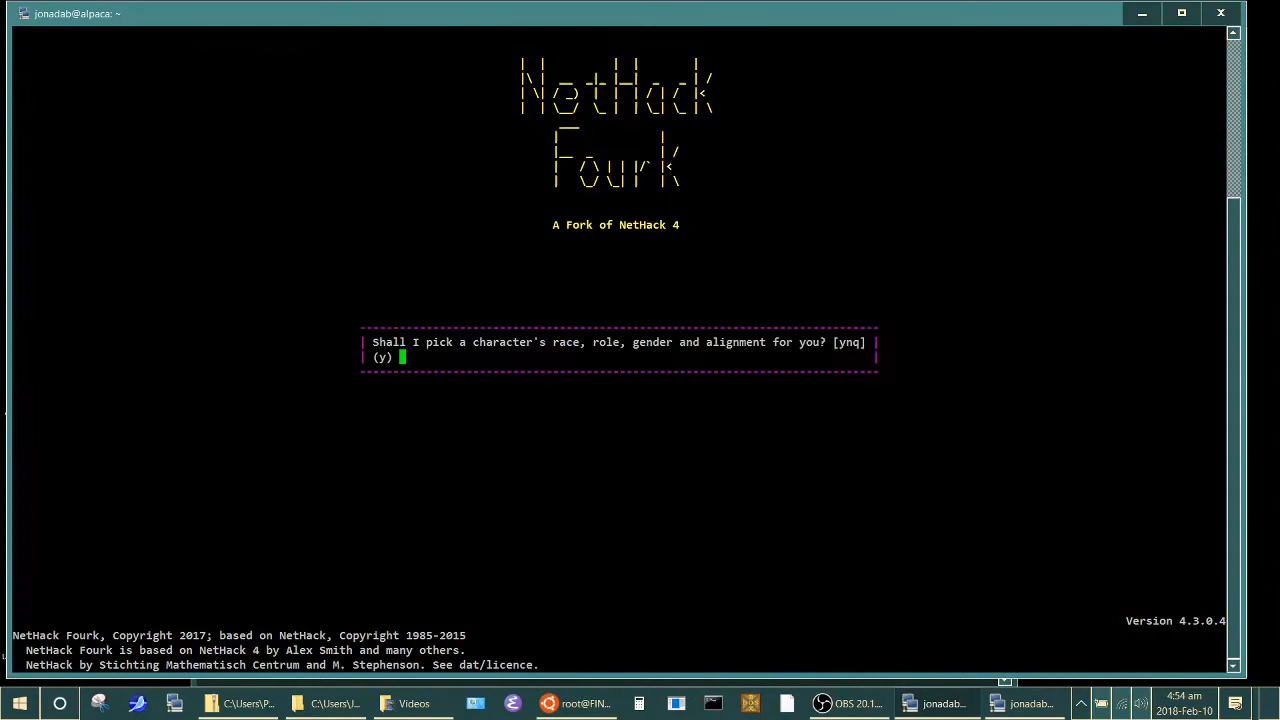 jonadab@alpaca: ~
NetHack
Fourk
A Fork of NetHack 4
Shall I pick a character's race, role, gender and alignment for you? [ynq]
(y)
Version 4.3.0.4
NetHack Fourk, Copyright 2017; based on NetHack, Copyright 1985-2015
NetHack Fourk is based on NetHack 4 by Alex Smith and many others.
NetHack by Stichting Mathematisch Centrum and M. Stephenson. See dat/licence.
C:\Users\P... C:\Users\J... Videos root@FIN... OBS 20.1.... jonadab... jonadab... 4:54 am
2018-Feb-10